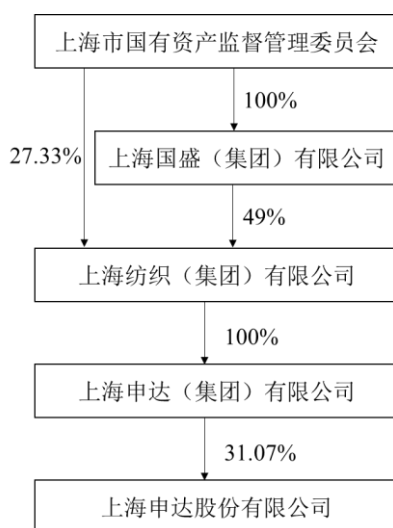 上海市国有资产监督管理委员会
100%
27.33%
上海国盛（集团）有限公司
49%
上海纺织（集团）有限公司
100%
上海申达（集团）有限公司
31.07%
上海申达股份有限公司